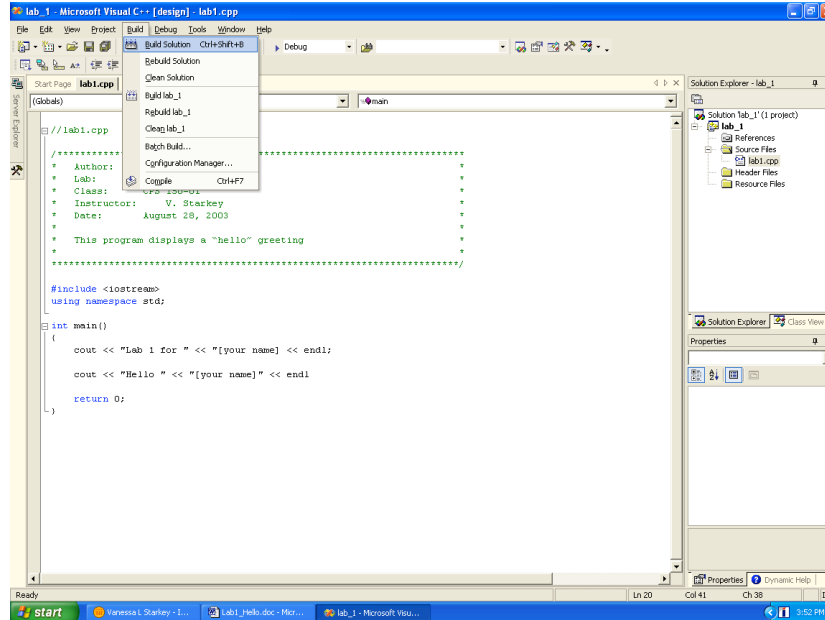 lab_1 - Microsoft Visual C++ [design] - lab1.cpp
File Edit View Project Build Debug Tools Window Help
Debug
Build Solution Ctrl+Shift+B
Rebuild Solution
Clean Solution
Build lab_1
Rebuild lab_1
Clean lab_1
Batch Build...
Configuration Manager...
Compile Ctrl+F7
Start Page lab1.cpp
(Globals)
main
Server Explorer
//lab1.cpp
/***********
* Author:
* Lab:
* Class: CPS 150-01
* Instructor: V. Starkey *
* Date: August 28, 2003 *
* *
* This program displays a "hello" greeting *
* *
********************************************************************/
#include <iostream>
using namespace std;
int main()
{
cout << "Lab 1 for " << "[your name] << endl;
cout << "Hello " << "[your name]" << endl
return 0;
}
Solution Explorer - lab_1
Solution 'lab_1' (1 project)
lab_1
References
Source Files
lab1.cpp
Header Files
Resource Files
Solution Explorer Class View
Properties
Properties Dynamic Help
Ready Ln 20 Col 41 Ch 38
start Vanessa L Starkey - I... Lab1_Hello.doc - Micr... lab_1 - Microsoft Visu... 3:52 PM